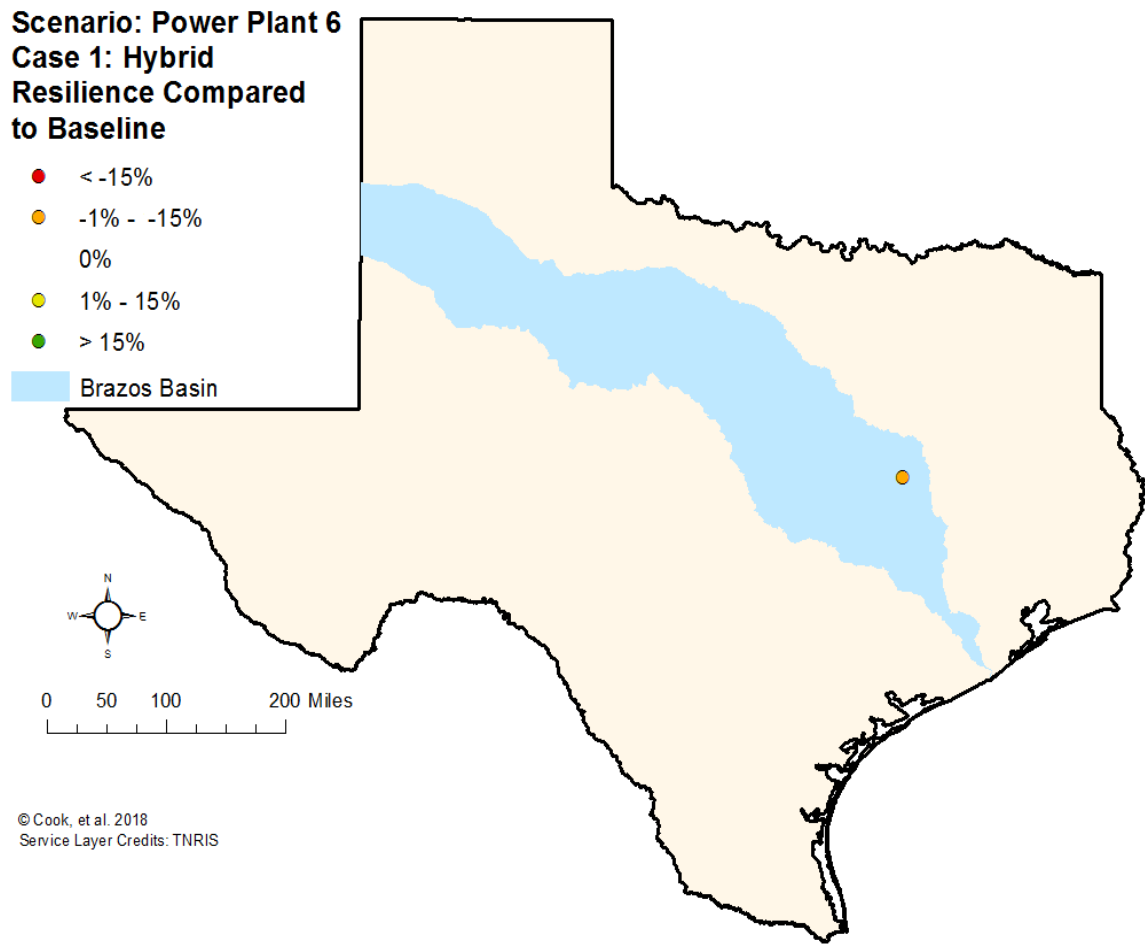 Scenario: Power Plant 6
Case 1: Hybrid
Resilience Compared
to Baseline
< -15%
-1% - -15%
0%
1% - 15%
> 15%
Brazos Basin
N
W E
S
0 50 100 200 Miles
© Cook, et al. 2018
Service Layer Credits: TNRIS